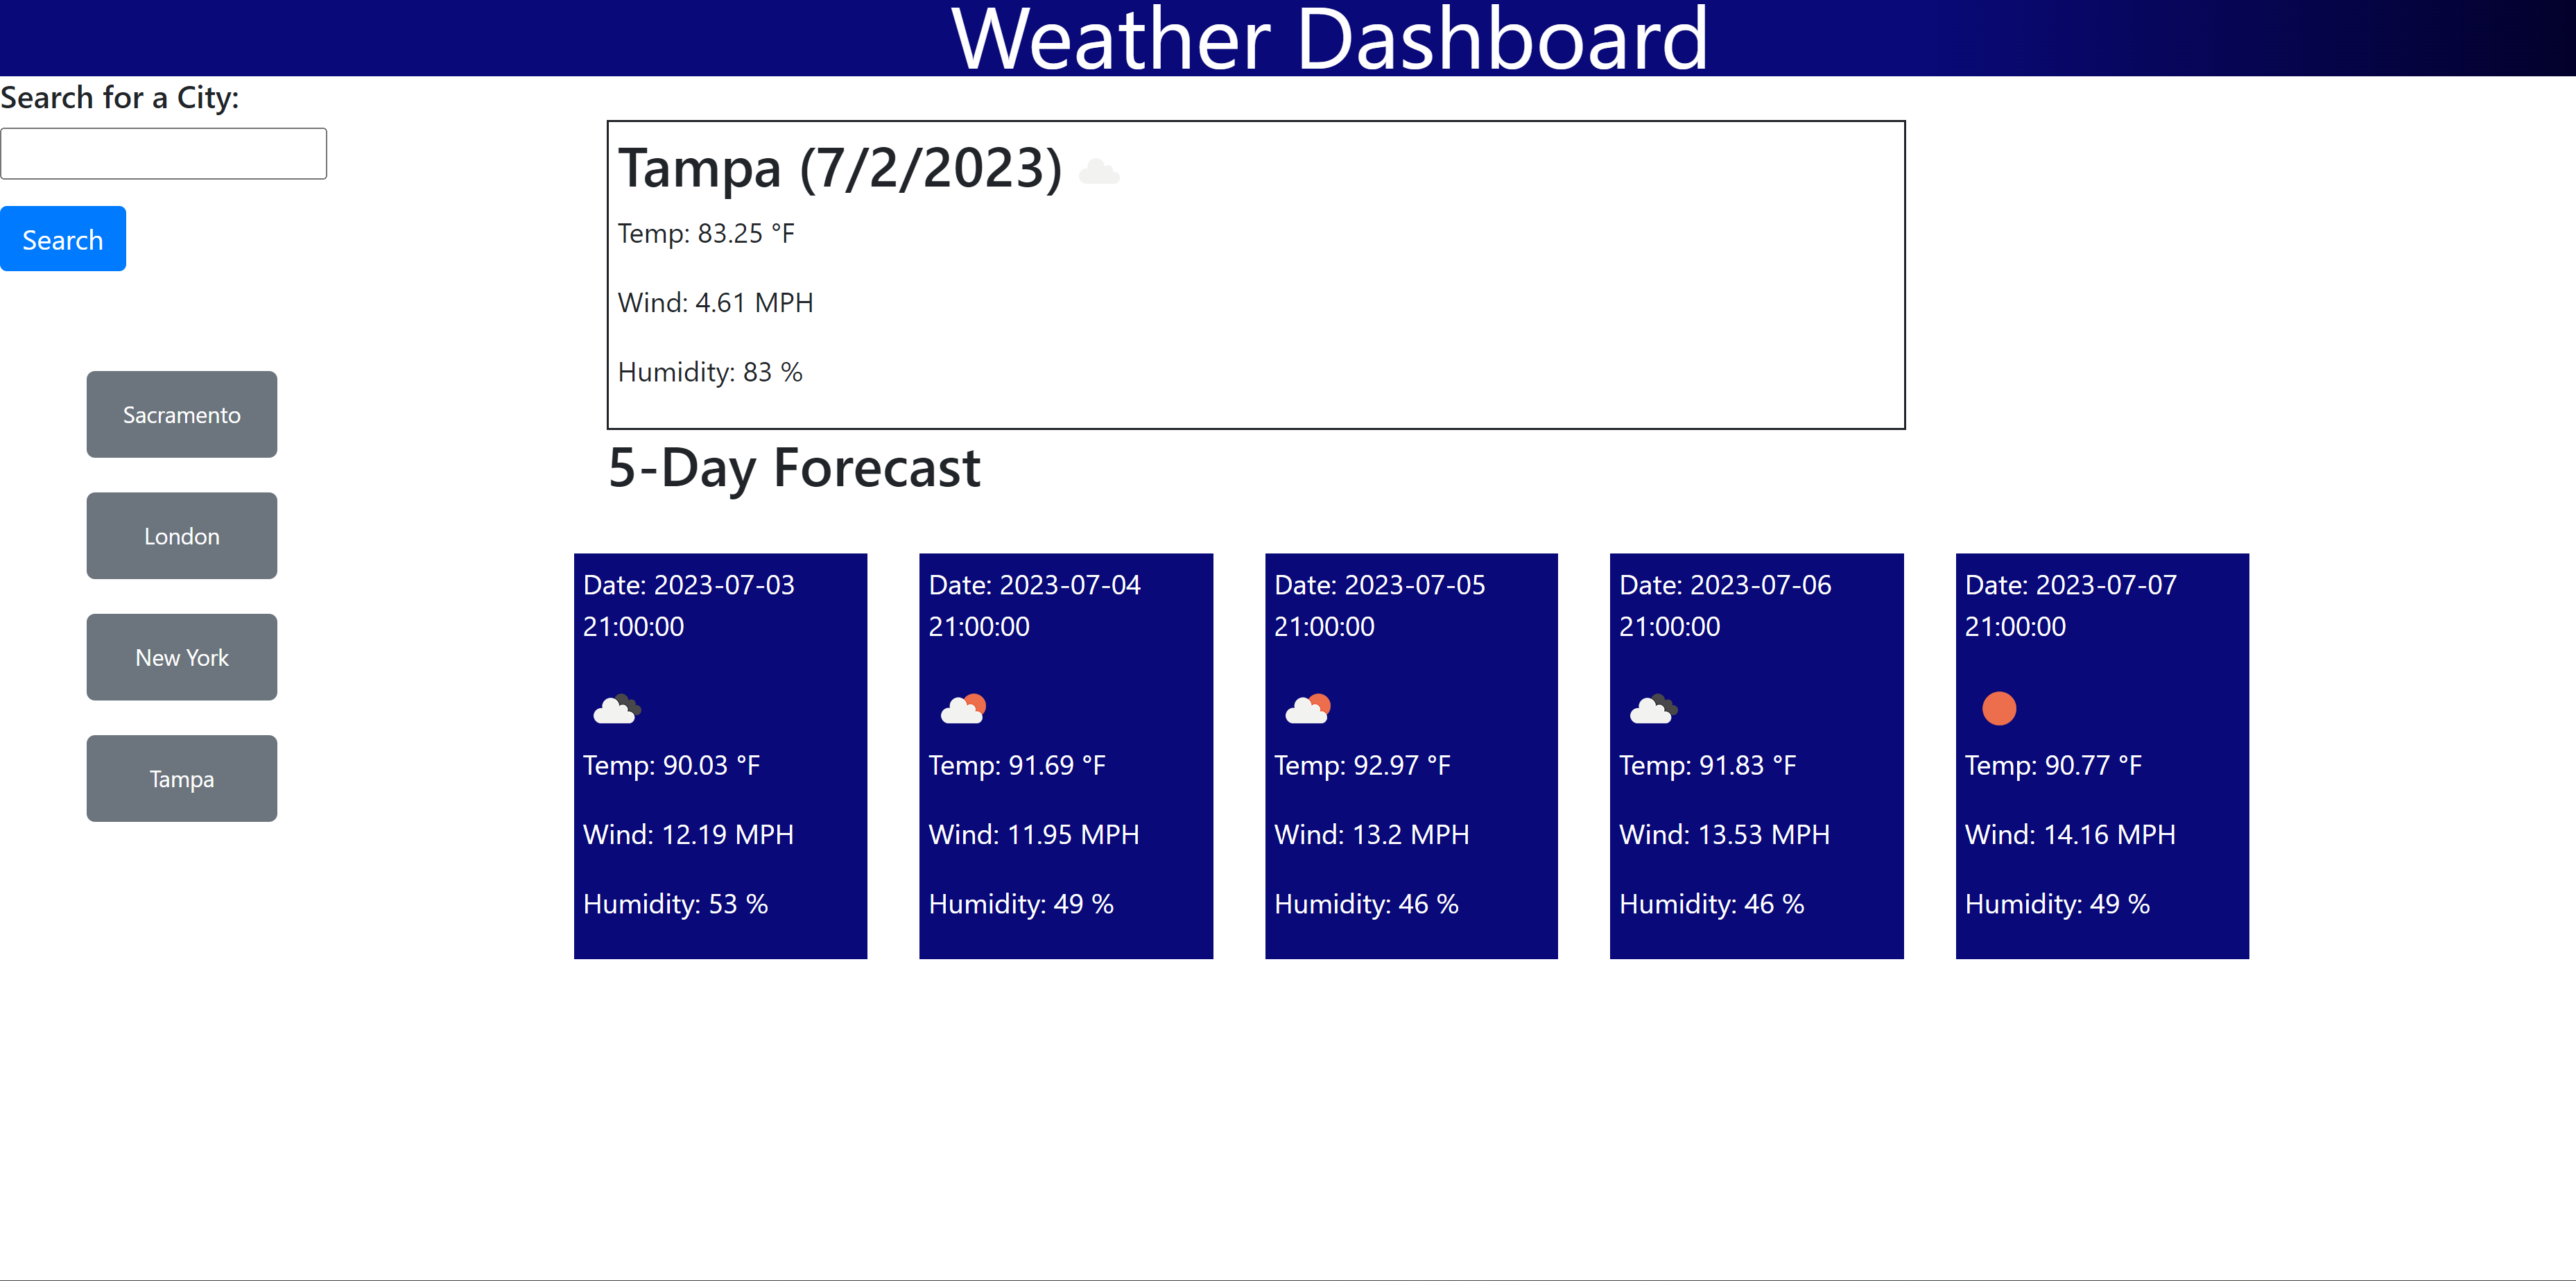 Weather Dashboard
Search for a City:
Search
Sacramento
London
New York
Tampa
Tampa (7/2/2023)
Temp: 83.25 °F
Wind: 4.61 MPH
Humidity: 83 %
5-Day Forecast
Date: 2023-07-03
21:00:00
Temp: 90.03 °F
Wind: 12.19 MPH
Humidity: 53 %
Date: 2023-07-04
21:00:00
Temp: 91.69 °F
Wind: 11.95 MPH
Humidity: 49 %
Date: 2023-07-05
21:00:00
Temp: 92.97 °F
Wind: 13.2 MPH
Humidity: 46 %
Date: 2023-07-06
21:00:00
Temp: 91.83 °F
Wind: 13.53 MPH
Humidity: 46 %
Date: 2023-07-07
21:00:00
Temp: 90.77 °F
Wind: 14.16 MPH
Humidity: 49 %